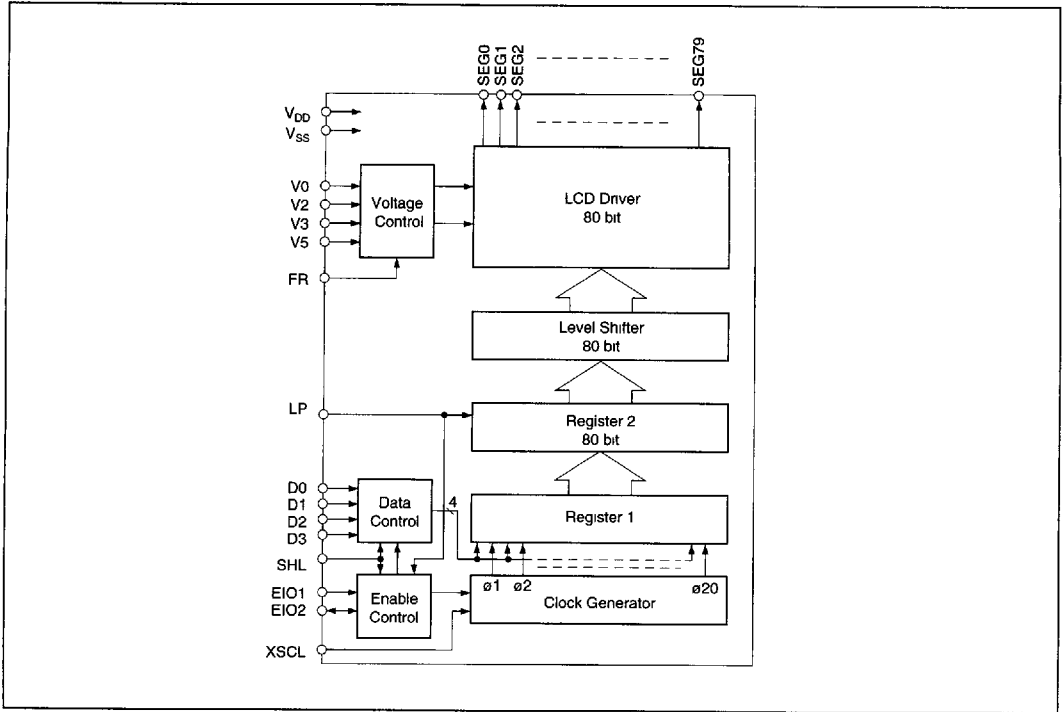 SEG0
SEG1
SEG2
SEG79
VDD
VSS
V0
V2
V3
V5
FR
Voltage
Control
LCD Driver
80 bit
Level Shifter
80 bit
LP
Register 2
80 bit
D0
D1
D2
D3
Data
Control
4
Register 1
SHL
EIO1
EIO2
Enable
Control
ø1
ø2
ø20
Clock Generator
XSCL